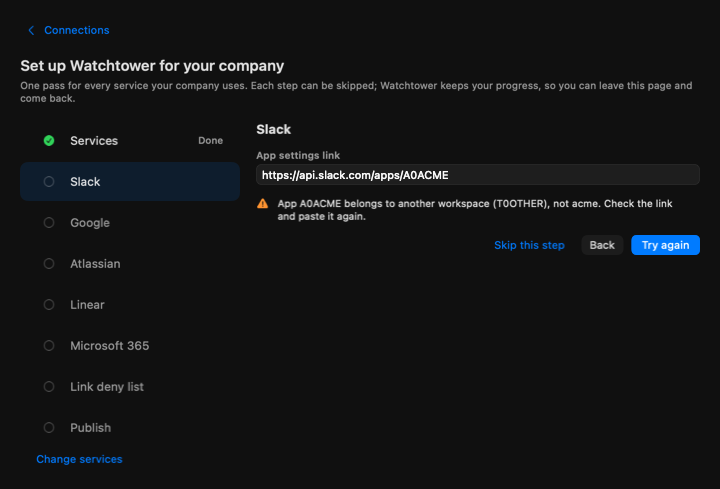 Connections
Set up Watchtower for your company
One pass for every service your company uses. Each step can be skipped; Watchtower keeps your progress, so you can leave this page and
come back.
Services
Done
Slack
Google
Atlassian
Linear
Microsoft 365
Link deny list
Publish
Change services
Slack
App settings link
https://api.slack.com/apps/A0ACME
App A0ACME belongs to another workspace (T0OTHER), not acme. Check the link
and paste it again.
Skip this step
Back
Try again